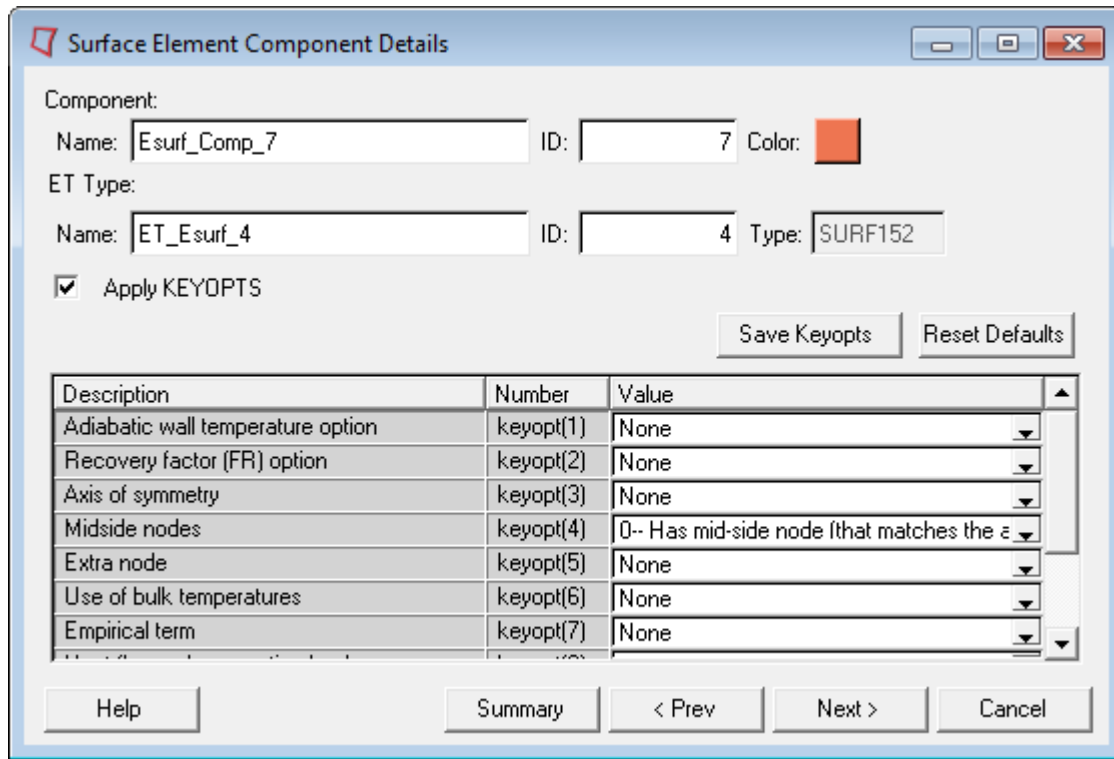 Surface Element Component Details
Component:
Name: Esurf_Comp_7 ID: 7 Color:
ET Type:
Name: ET_Esurf_4 ID: 4 Type: SURF152
Apply KEYOPTS
Save Keyopts Reset Defaults
Description Number Value
Adiabatic wall temperature option keyopt(1) None
Recovery factor (FR) option keyopt(2) None
Axis of symmetry keyopt(3) None
Midside nodes keyopt(4) 0-- Has mid-side node (that matches the
Extra node keyopt(5) None
Use of bulk temperatures keyopt(6) None
Empirical term keyopt(7) None
Help Summary < Prev Next > Cancel